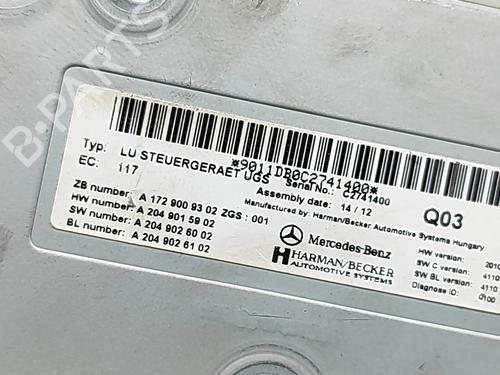 B-PARTS
*9011DB0C2741400*
Typ: LU STEUERGERAET UGS
EC: 117
Serial No.: C2741400
Assembly date: 14 / 12
Manufactured by: Harman/Becker Automotive Systems Hungary
Q03
ZB number: A 172 900 93 02 ZGS : 001
HW number: A 204 901 59 02
SW number: A 204 902 60 02
BL number: A 204 902 61 02
Mercedes-Benz
HARMAN/BECKER
AUTOMOTIVE SYSTEMS
HW version: 2010
SW C version: 4110
SW BL version: 4110
Diagnose ID: